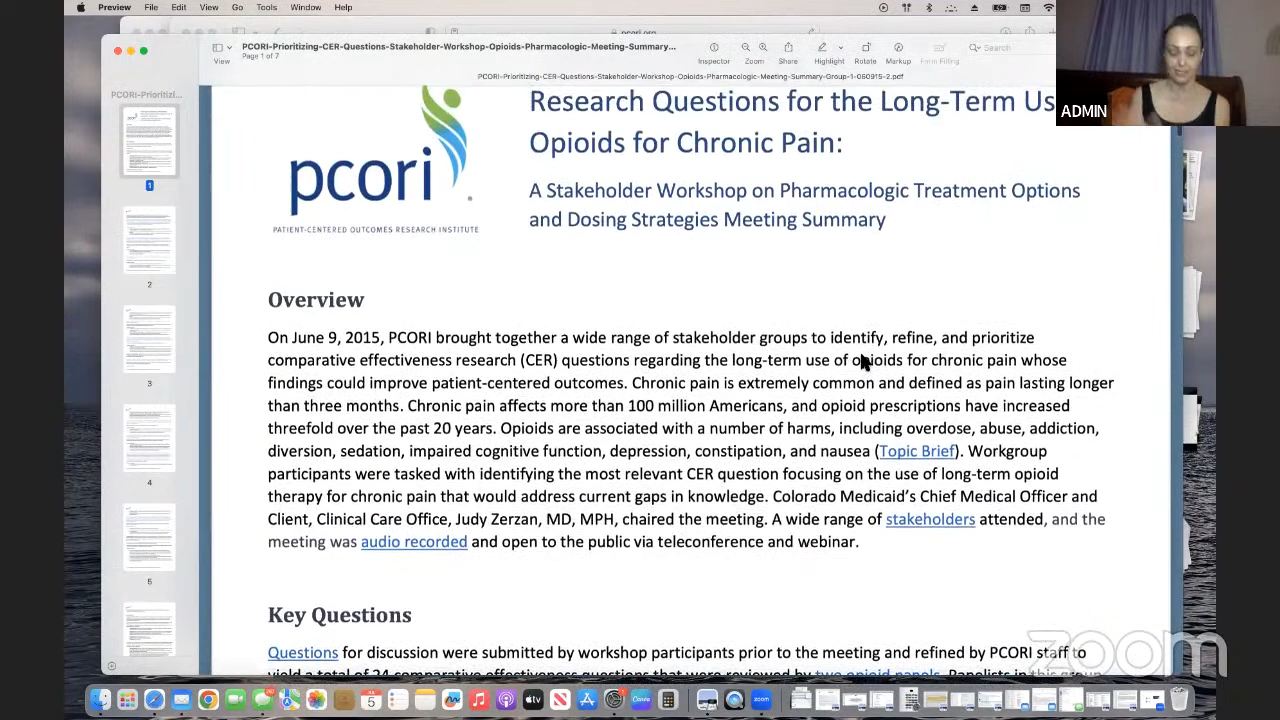 Preview File Edit View Go Tools Window Help
pcori.org
PCORI-Prioritizing-CER-Questions-Stakeholder-Workshop-Opioids-Pharmacologic-Meeting-Summary...
Page 1 of 7
View Inspector Zoom Share Highlight Rotate Markup Form Filling Search
PCORI-Prioritizing-CER-Questions-Stakeholder-Workshop-Opioids-Pharmacologic-Meeting-Summary-Group-1-060915-2.pdf
ADMIN
PCORI-Prioritizi...
1
2
3
4
5
pcori
PATIENT-CENTERED OUTCOMES RESEARCH INSTITUTE
Research Questions for the Long-Term Us
Opioids for Chronic Pain:
A Stakeholder Workshop on Pharmacologic Treatment Options
and Dosing Strategies Meeting Summary
Overview
On June 9, 2015, PCORI brought together a wide range of stakeholder groups to identify, refine, and prioritize
comparative effectiveness research (CER) questions regarding the long-term use of opioids for chronic pain whose
findings could improve patient-centered outcomes. Chronic pain is extremely common and defined as pain lasting longer
than three months. Chronic pain affects more than 100 million Americans, and opioid prescriptions have increased
threefold over the past 20 years. Opioids are associated with a number of harms including overdose, abuse, addiction,
diversion, sedation, impaired cognitive function, depression, constipation, and nausea (Topic Brief). Workgroup
participants were tasked with identifying the most relevant CER questions focusing on the use of long-term opioid
therapy for chronic pain that would address current gaps in knowledge. Colorado Medicaid's Chief Medical Officer and
Client, Clinical Care Office, Judy Zerzan, MD, MPH, chaired the meeting. A wide range of stakeholders attended, and the
meeting was audio recorded and open to the public via teleconference and webinar.
Key Questions
Questions for discussion were submitted by workshop participants prior to the meeting and refined by PCORI staff to
zoom
tv
zoom